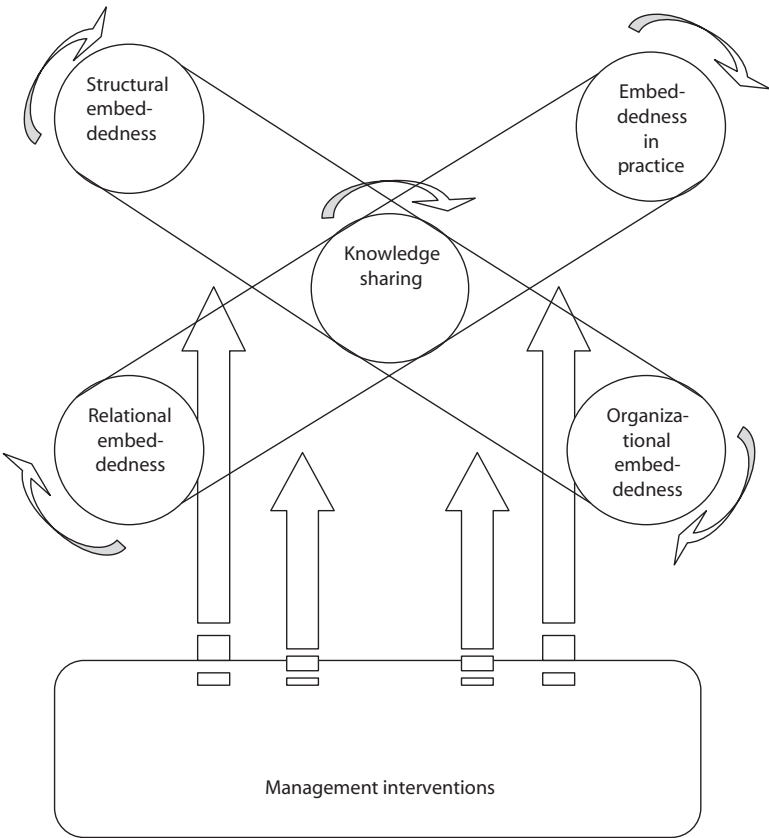 Structural
embed-
dedness
Embed-
dedness
in
practice
Knowledge
sharing
Relational
embed-
dedness
Organiza-
tional
embed-
dedness
Management interventions